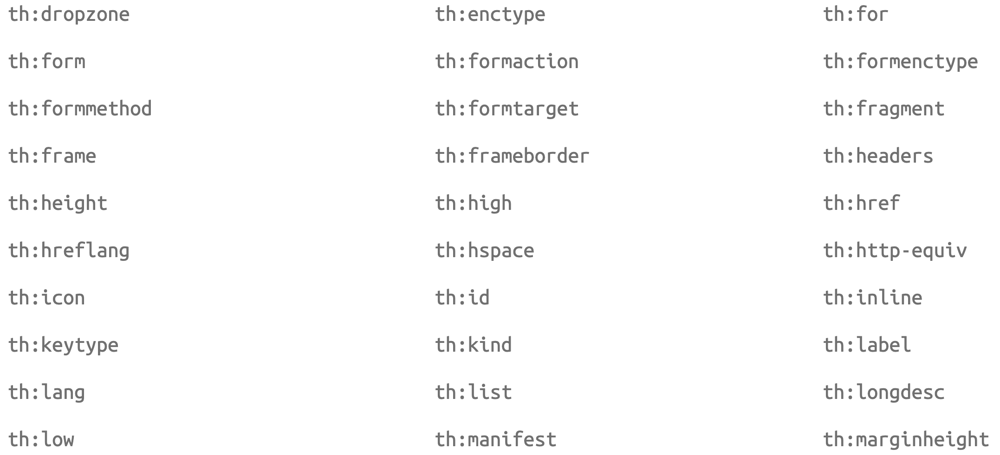 th:dropzone th:enctype th:for
th:form th:formaction th:formenctype
th:formmethod th:formtarget th:fragment
th:frame th:frameborder th:headers
th:height th:high th:href
th:hreflang th:hspace th:http-equiv
th:icon th:id th:inline
th:keytype th:kind th:label
th:lang th:list th:longdesc
th:low th:manifest th:marginheight